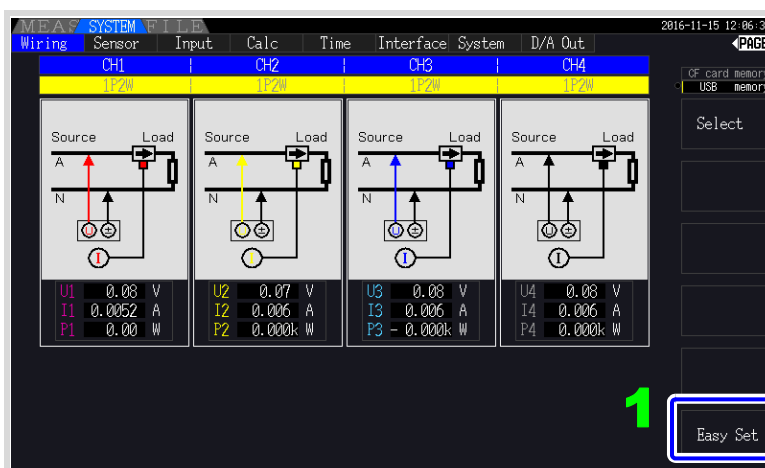 MEAS SYSTEM FILE 2016-11-15 12:06:3
Wiring Sensor Input Calc Time Interface System D/A Out ◀PAGE
CH1 CH2 CH3 CH4
1P2W 1P2W 1P2W 1P2W
CF card memory
USB memory
Select
Source Load Source Load Source Load Source Load
A A A A
N N N N
U ± ± U ± U ±
I I I I
U1 0.08 V U2 0.07 V U3 0.08 V U4 0.08 V
I1 0.0052 A I2 0.006 A I3 0.006 A I4 0.006 A
P1 0.00 W P2 0.000k W P3 - 0.000k W P4 0.000k W
1
Easy Set